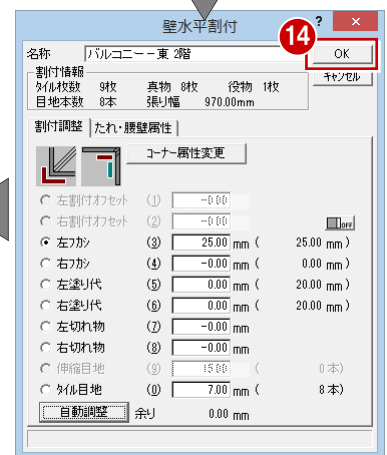 壁水平割付 ? ×
14
名称 バルコニー－東 2階 OK
割付情報 キャンセル
タイル枚数 9枚 真物 8枚 役物 1枚
目地本数 8本 張り幅 970.00mm
割付調整 たれ・腰壁属性
コーナー属性変更
左割付オフセット (1) -0.00
右割付オフセット (2) -0.00 OFF
左フカシ (3) 25.00 mm ( 25.00 mm )
右フカシ (4) -0.00 mm ( 0.00 mm )
左塗り代 (5) 0.00 mm ( 20.00 mm )
右塗り代 (6) 0.00 mm ( 20.00 mm )
左切れ物 (7) -0.00 mm
右切れ物 (8) -0.00 mm
伸縮目地 (9) 15.00 mm ( 0 本)
タイル目地 (0) 7.00 mm ( 8 本)
自動調整 余り 0.00 mm